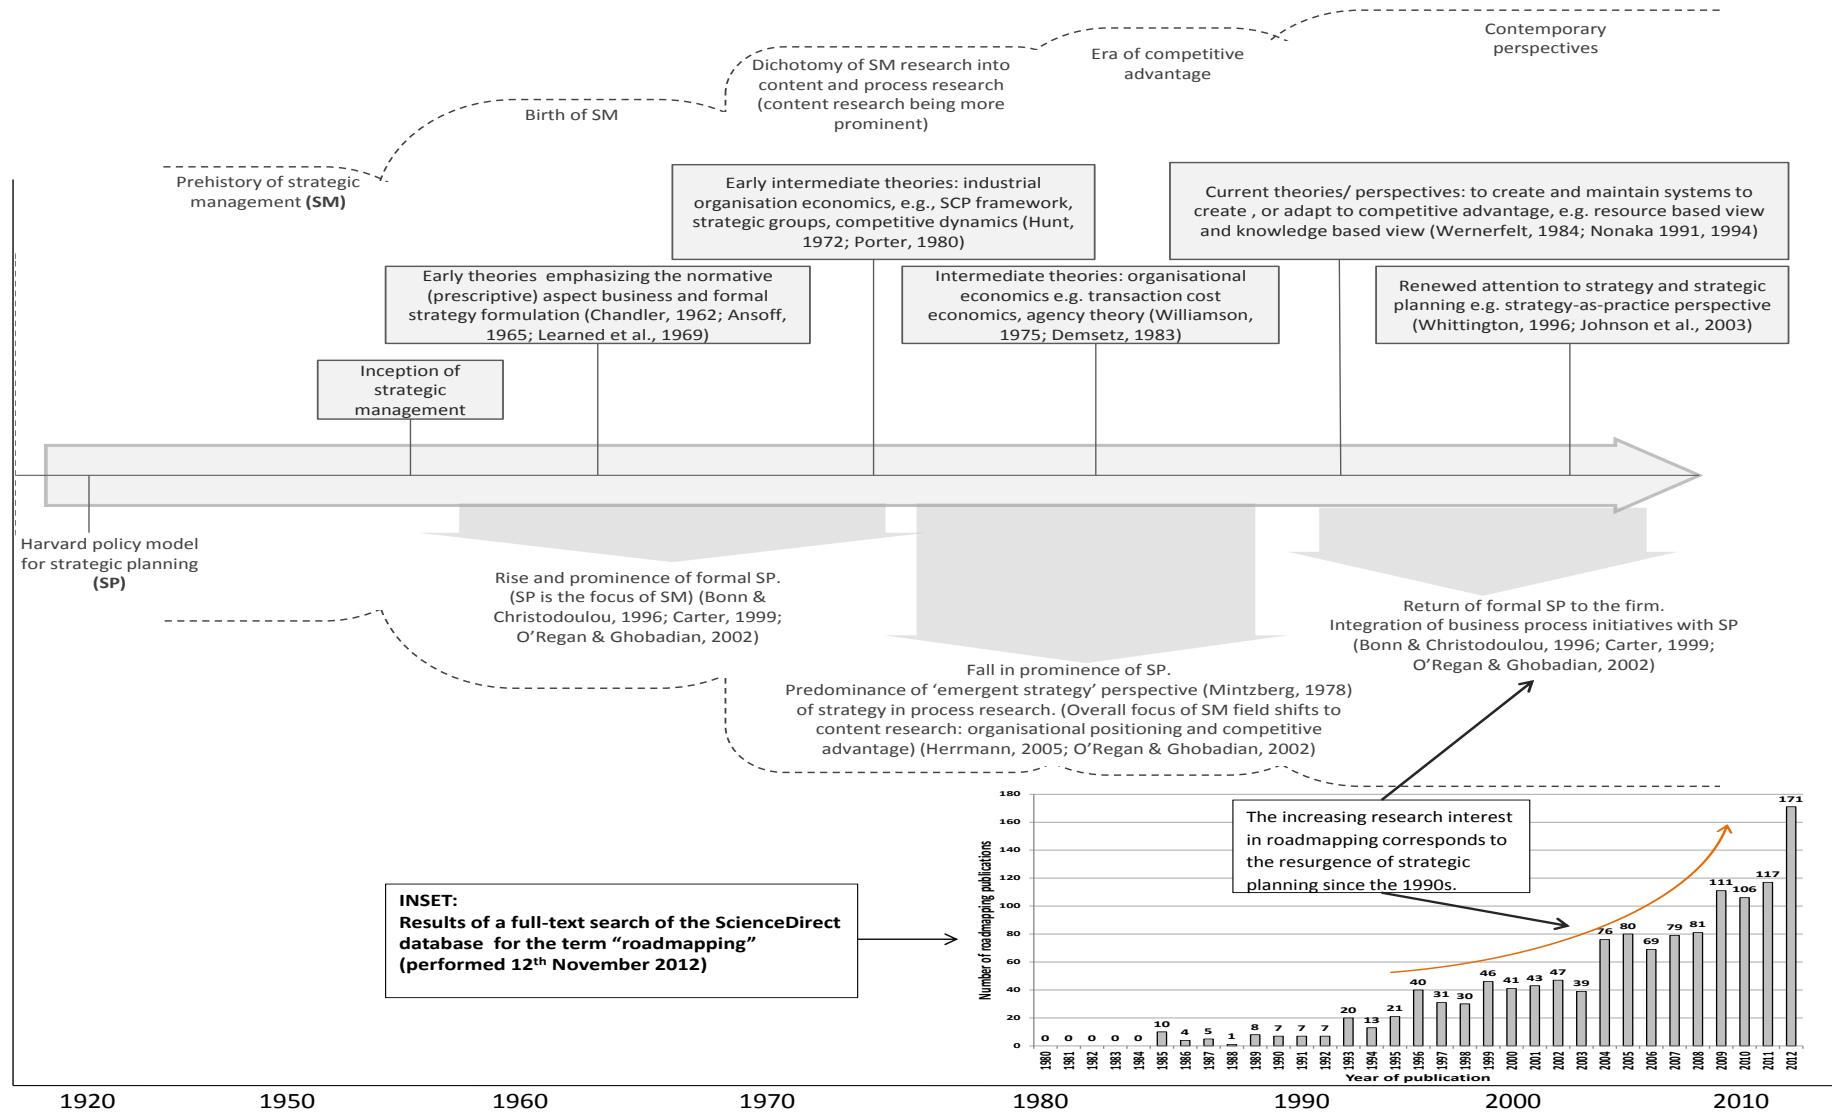 Contemporary
perspectives
Era of competitive
advantage
Dichotomy of SM research into
content and process research
(content research being more
prominent)
Birth of SM
Prehistory of strategic
management (SM)
Early intermediate theories: industrial
organisation economics, e.g., SCP framework,
strategic groups, competitive dynamics (Hunt,
1972; Porter, 1980)
Current theories/ perspectives: to create and maintain systems to
create , or adapt to competitive advantage, e.g. resource based view
and knowledge based view (Wernerfelt, 1984; Nonaka 1991, 1994)
Early theories emphasizing the normative
(prescriptive) aspect business and formal
strategy formulation (Chandler, 1962; Ansoff,
1965; Learned et al., 1969)
Intermediate theories: organisational
economics e.g. transaction cost
economics, agency theory (Williamson,
1975; Demsetz, 1983)
Renewed attention to strategy and strategic
planning e.g. strategy-as-practice perspective
(Whittington, 1996; Johnson et al., 2003)
Inception of
strategic
management
Harvard policy model
for strategic planning
(SP)
Rise and prominence of formal SP.
(SP is the focus of SM) (Bonn &
Christodoulou, 1996; Carter, 1999;
O’Regan & Ghobadian, 2002)
Fall in prominence of SP.
Predominance of ‘emergent strategy’ perspective (Mintzberg, 1978)
of strategy in process research. (Overall focus of SM field shifts to
content research: organisational positioning and competitive
advantage) (Herrmann, 2005; O’Regan & Ghobadian, 2002)
Return of formal SP to the firm.
Integration of business process initiatives with SP
(Bonn & Christodoulou, 1996; Carter, 1999;
O’Regan & Ghobadian, 2002)
INSET:
Results of a full-text search of the ScienceDirect
database for the term “roadmapping”
(performed 12th November 2012)
The increasing research interest
in roadmapping corresponds to
the resurgence of strategic
planning since the 1990s.
Number of roadmapping publications
180
160
140
120
100
80
60
40
20
0
0 0 0 0 0 10 4 5 1 8 7 7 7 20 13 21 40 31 30 46 41 43 47 39 76 80 69 79 81 111 106 117 171
1980 1981 1982 1983 1984 1985 1986 1987 1988 1989 1990 1991 1992 1993 1994 1995 1996 1997 1998 1999 2000 2001 2002 2003 2004 2005 2006 2007 2008 2009 2010 2011 2012
Year of publication
1920 1950 1960 1970 1980 1990 2000 2010